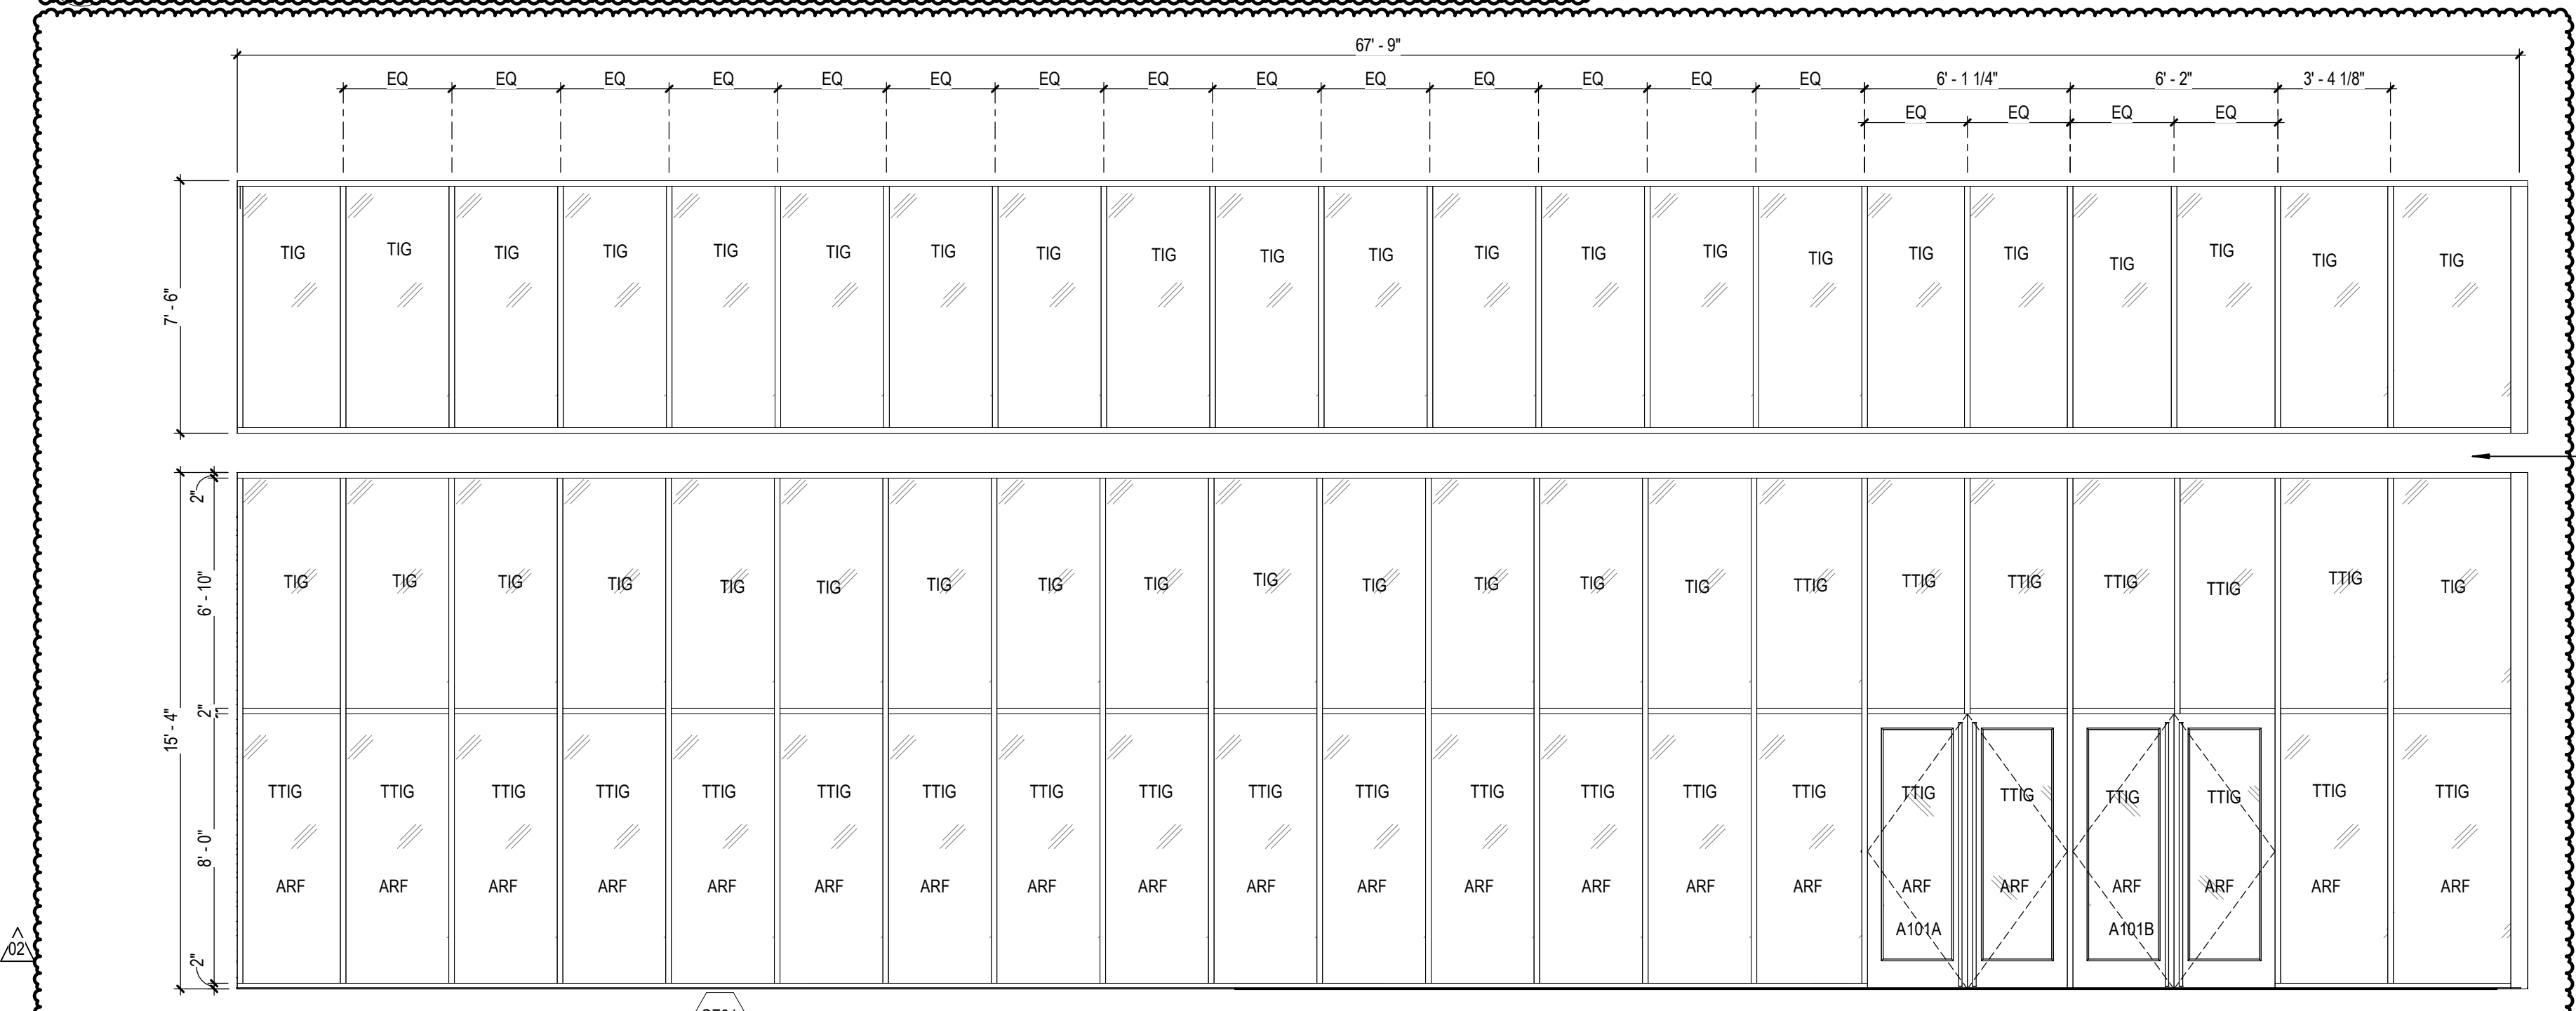 67' - 9"
EQ EQ EQ EQ EQ EQ EQ EQ EQ EQ EQ EQ EQ EQ 6' - 1 1/4" 6' - 2" 3' - 4 1/8"
EQ EQ EQ EQ
TIG TIG TIG TIG TIG TIG TIG TIG TIG TIG TIG TIG TIG TIG TIG TIG TIG TIG TIG TIG TIG
7' - 6"
2"
TIG TIG TIG TIG TIG TIG TIG TIG TIG TIG TIG TIG TIG TIG TTIG TTIG TTIG TTIG TTIG TTIG TIG
6' - 10"
2"
15' - 4"
TTIG TTIG TTIG TTIG TTIG TTIG TTIG TTIG TTIG TTIG TTIG TTIG TTIG TTIG TTIG TTIG TTIG TTIG TTIG TTIG TTIG
8' - 0"
ARF ARF ARF ARF ARF ARF ARF ARF ARF ARF ARF ARF ARF ARF ARF ARF ARF ARF ARF ARF ARF
A101A A101B
02
2"